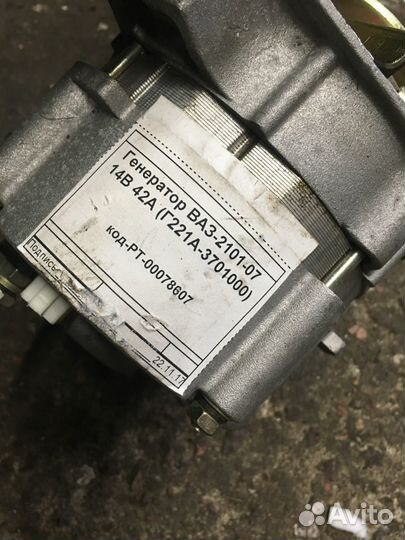 Генератор ВАЗ-2101-07
14В 42А (Г221А-3701000)
код-РТ-00078607
Подпись
22.11.17
Avito